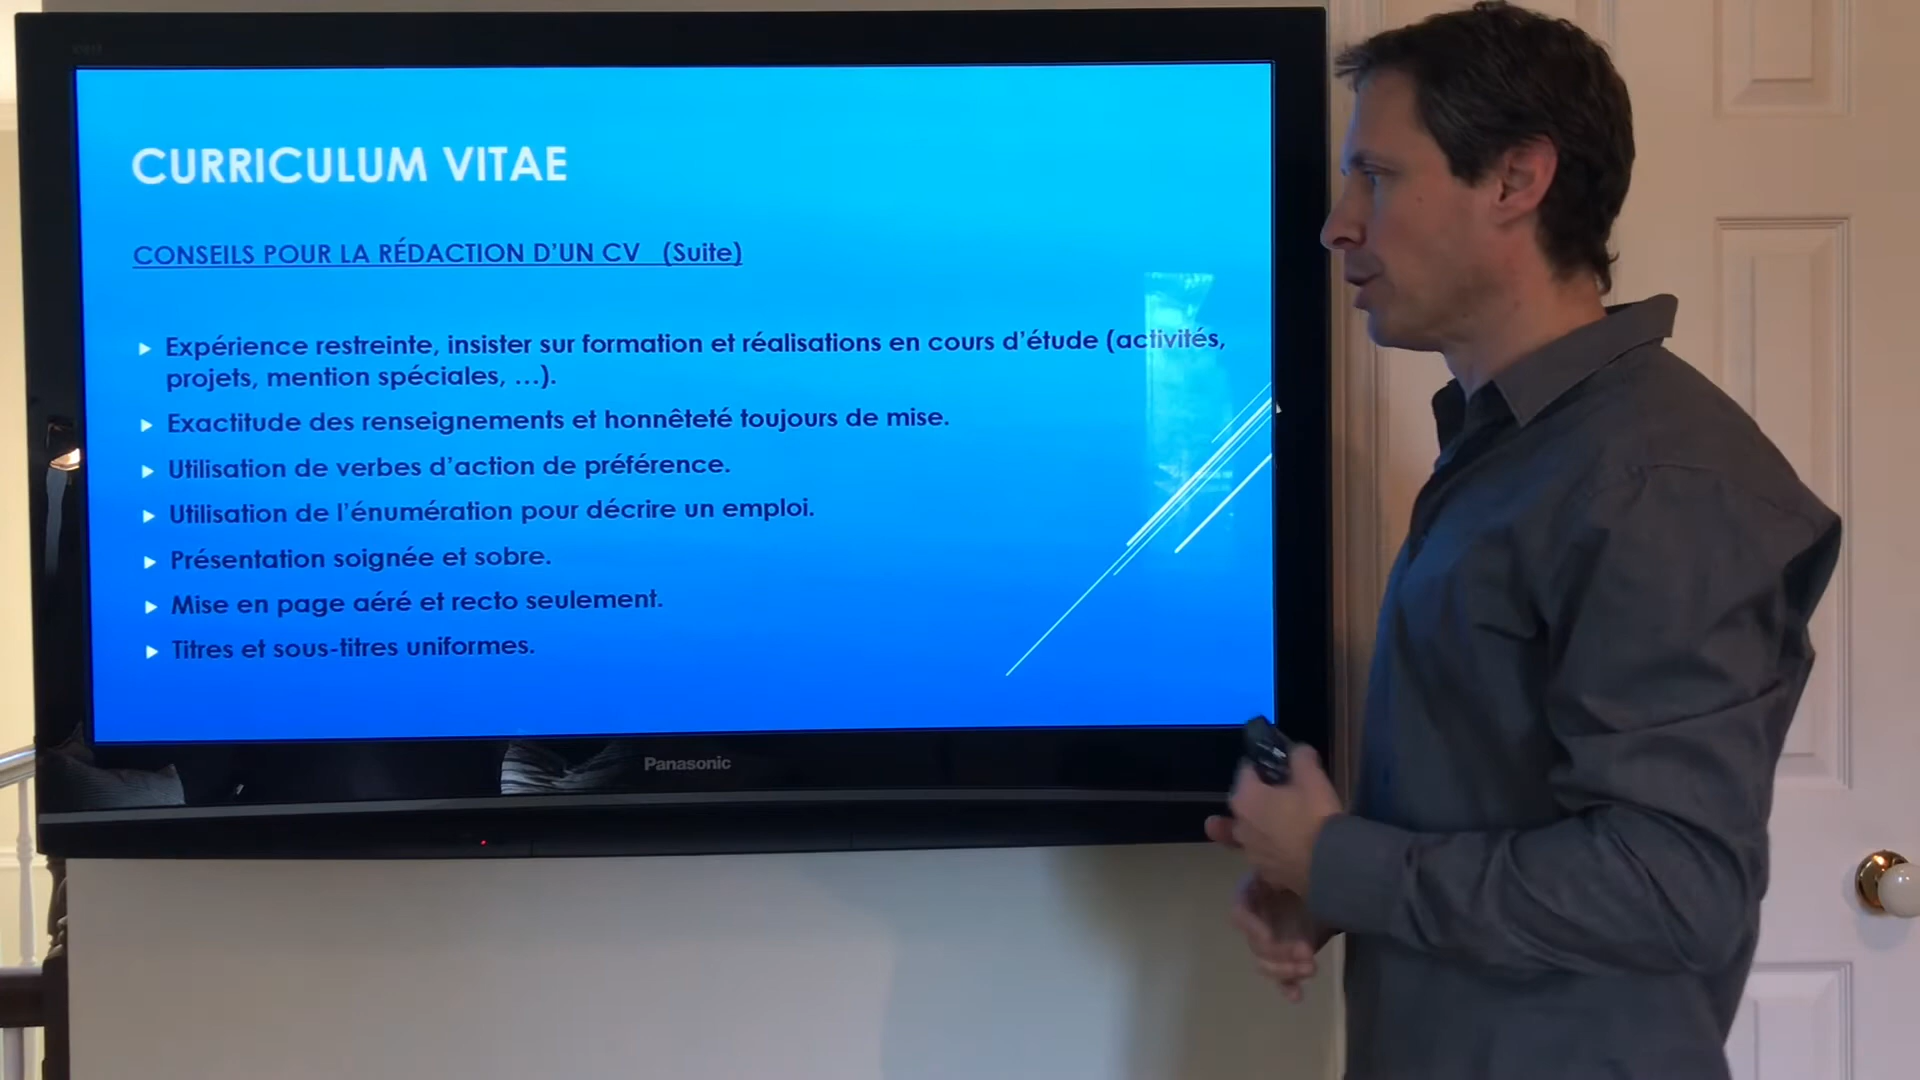 CURRICULUM VITAE
CONSEILS POUR LA RÉDACTION D'UN CV (Suite)
Expérience restreinte, insister sur formation et réalisations en cours d'étude (activités,
projets, mention spéciales, ...).
Exactitude des renseignements et honnêteté toujours de mise.
Utilisation de verbes d'action de préférence.
Utilisation de l'énumération pour décrire un emploi.
Présentation soignée et sobre.
Mise en page aéré et recto seulement.
Titres et sous-titres uniformes.
Panasonic